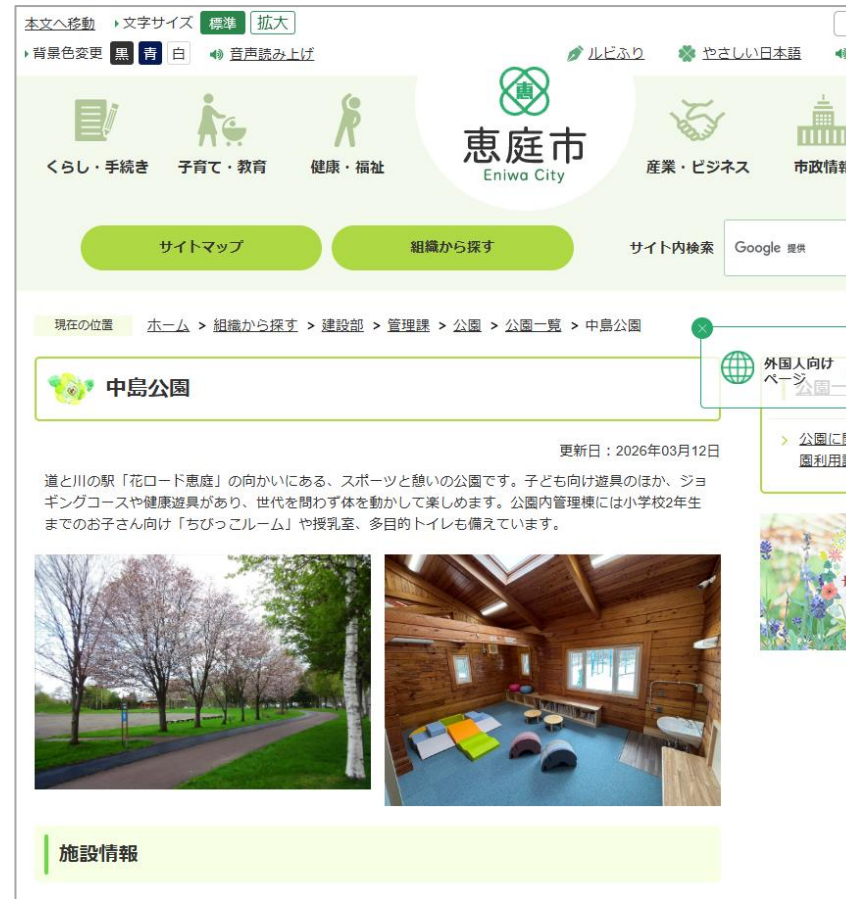 本文へ移動 文字サイズ 標準 拡大
背景色変更 黒 青 白 音声読み上げ
ルビふり やさしい日本語
恵
恵庭市
Eniwa City
くらし・手続き 子育て・教育 健康・福祉 産業・ビジネス 市政情報
サイトマップ 組織から探す サイト内検索 Google 提供
現在の位置 ホーム > 組織から探す > 建設部 > 管理課 > 公園 > 公園一覧 > 中島公園
外国人向け
ページ
中島公園
公園一
公園に
園利用
更新日：2026年03月12日
道と川の駅「花ロード恵庭」の向かいにある、スポーツと憩いの公園です。子ども向け遊具のほか、ジョ
ギングコースや健康遊具があり、世代を問わず体を動かして楽しめます。公園内管理棟には小学校2年生
までのお子さん向け「ちびっこルーム」や授乳室、多目的トイレも備えています。
施設情報